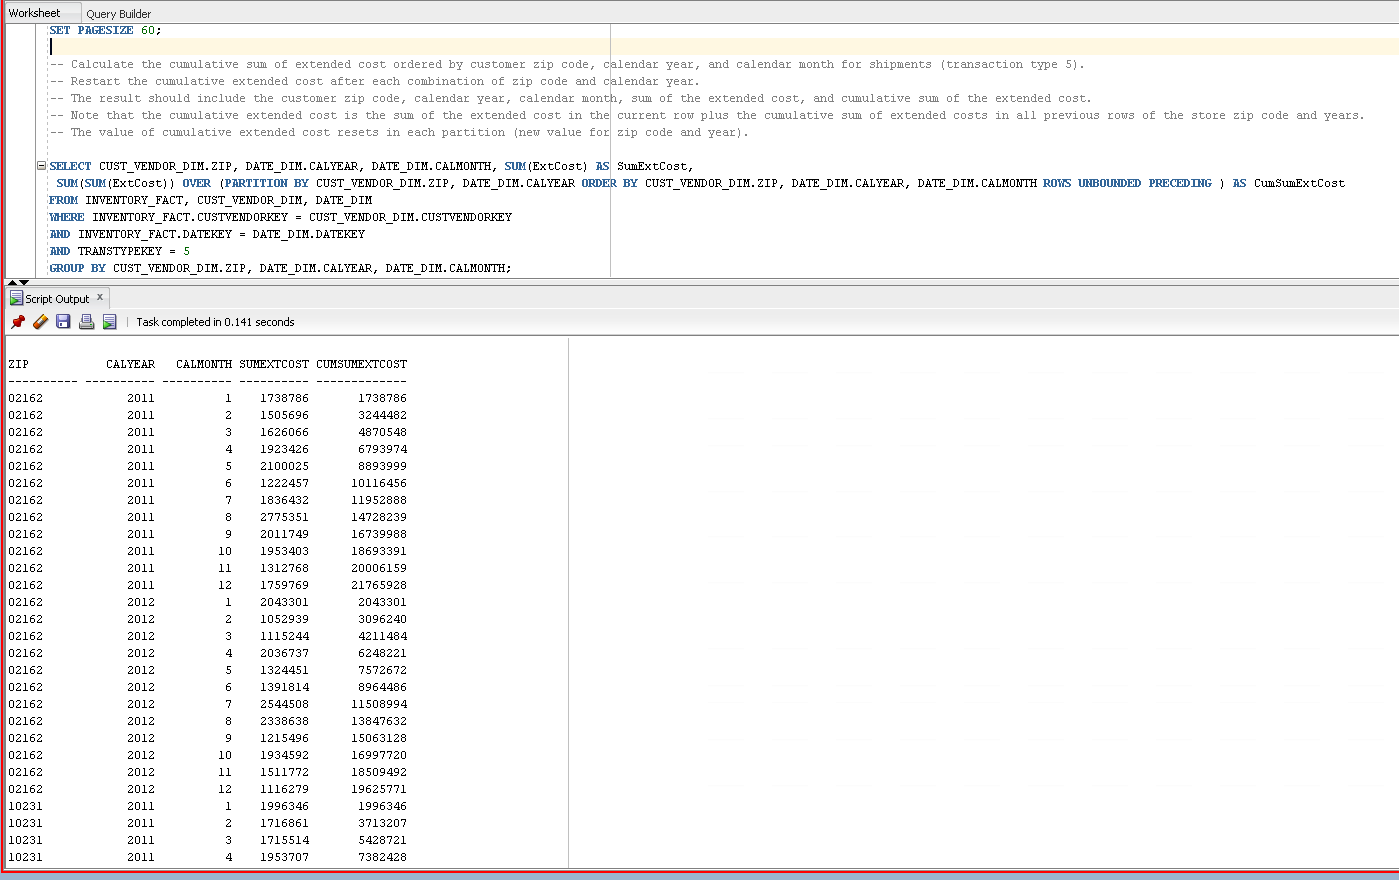 Worksheet Query Builder
SET PAGESIZE 60;
-- Calculate the cumulative sum of extended cost ordered by customer zip code, calendar year, and calendar month for shipments (transaction type 5).
-- Restart the cumulative extended cost after each combination of zip code and calendar year.
-- The result should include the customer zip code, calendar year, calendar month, sum of the extended cost, and cumulative sum of the extended cost.
-- Note that the cumulative extended cost is the sum of the extended cost in the current row plus the cumulative sum of extended costs in all previous rows of the store zip code and years.
-- The value of cumulative extended cost resets in each partition (new value for zip code and year).
SELECT CUST_VENDOR_DIM.ZIP, DATE_DIM.CALYEAR, DATE_DIM.CALMONTH, SUM(ExtCost) AS SumExtCost,
SUM(SUM(ExtCost)) OVER (PARTITION BY CUST_VENDOR_DIM.ZIP, DATE_DIM.CALYEAR ORDER BY CUST_VENDOR_DIM.ZIP, DATE_DIM.CALYEAR, DATE_DIM.CALMONTH ROWS UNBOUNDED PRECEDING ) AS CumSumExtCost
FROM INVENTORY_FACT, CUST_VENDOR_DIM, DATE_DIM
WHERE INVENTORY_FACT.CUSTVENDORKEY = CUST_VENDOR_DIM.CUSTVENDORKEY
AND INVENTORY_FACT.DATEKEY = DATE_DIM.DATEKEY
AND TRANSTYPEKEY = 5
GROUP BY CUST_VENDOR_DIM.ZIP, DATE_DIM.CALYEAR, DATE_DIM.CALMONTH;
Script Output x
Task completed in 0.141 seconds
ZIP CALYEAR CALMONTH SUMEXTCOST CUMSUMEXTCOST
---------- ---------- ---------- ---------- -------------
02162 2011 1 1738786 1738786
02162 2011 2 1505696 3244482
02162 2011 3 1626066 4870548
02162 2011 4 1923426 6793974
02162 2011 5 2100025 8893999
02162 2011 6 1222457 10116456
02162 2011 7 1836432 11952888
02162 2011 8 2775351 14728239
02162 2011 9 2011749 16739988
02162 2011 10 1953403 18693391
02162 2011 11 1312768 20006159
02162 2011 12 1759769 21765928
02162 2012 1 2043301 2043301
02162 2012 2 1052939 3096240
02162 2012 3 1115244 4211484
02162 2012 4 2036737 6248221
02162 2012 5 1324451 7572672
02162 2012 6 1391814 8964486
02162 2012 7 2544508 11508994
02162 2012 8 2338638 13847632
02162 2012 9 1215496 15063128
02162 2012 10 1934592 16997720
02162 2012 11 1511772 18509492
02162 2012 12 1116279 19625771
10231 2011 1 1996346 1996346
10231 2011 2 1716861 3713207
10231 2011 3 1715514 5428721
10231 2011 4 1953707 7382428